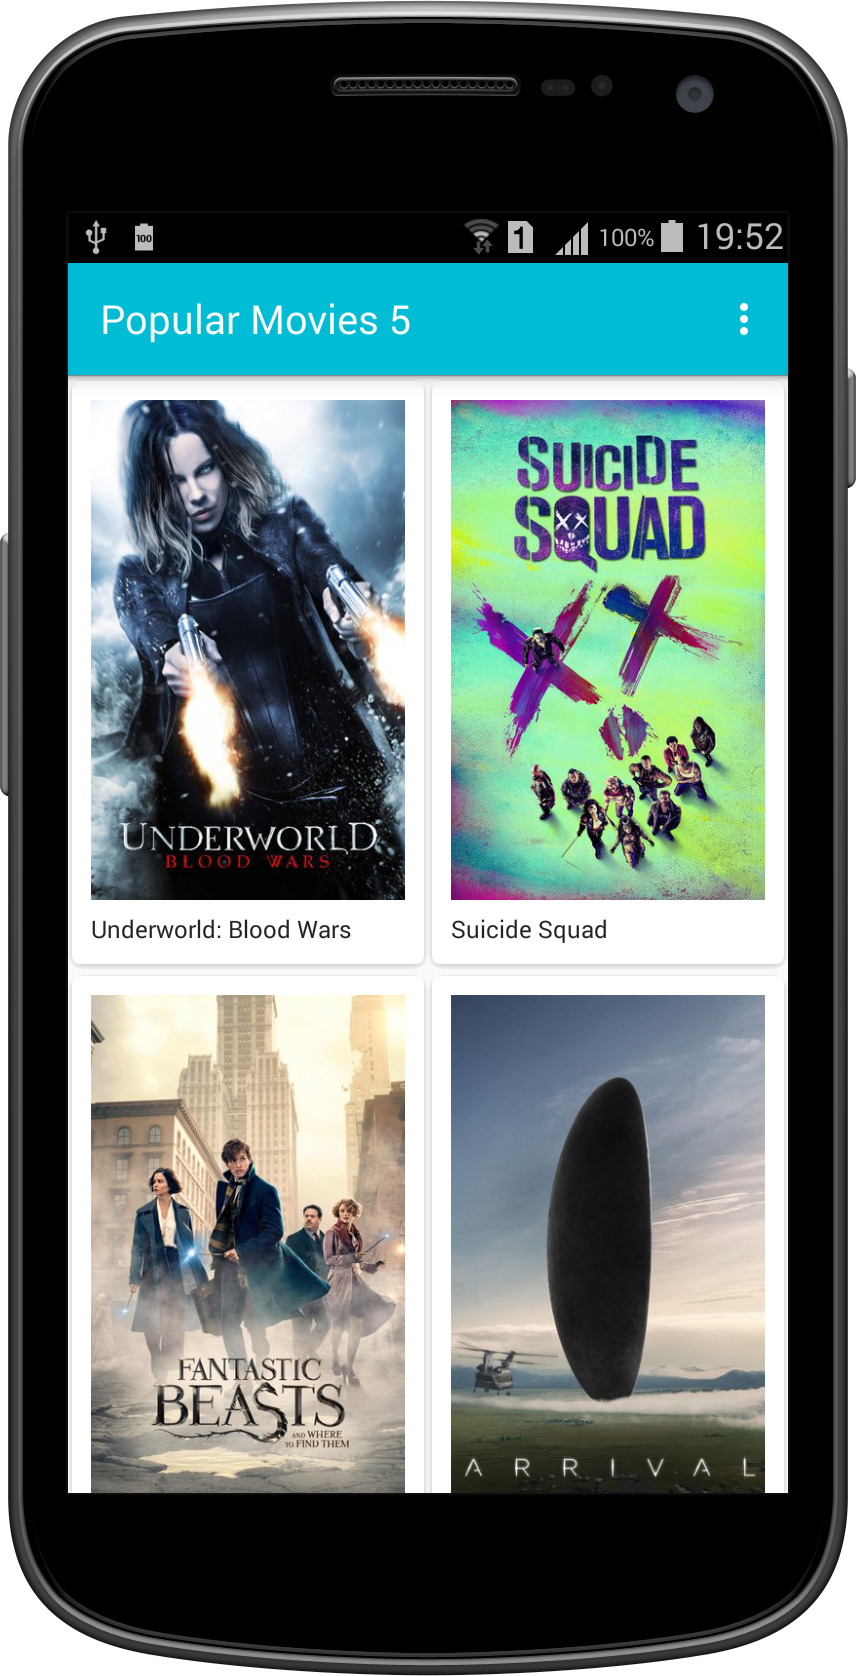 100
1
100%
19:52
Popular Movies 5
UNDERWORLD
BLOOD WARS
SUICIDE
SQUAD
Underworld: Blood Wars
Suicide Squad
FANTASTIC
BEASTS
AND WHERE
TO FIND THEM
ARRIVAL